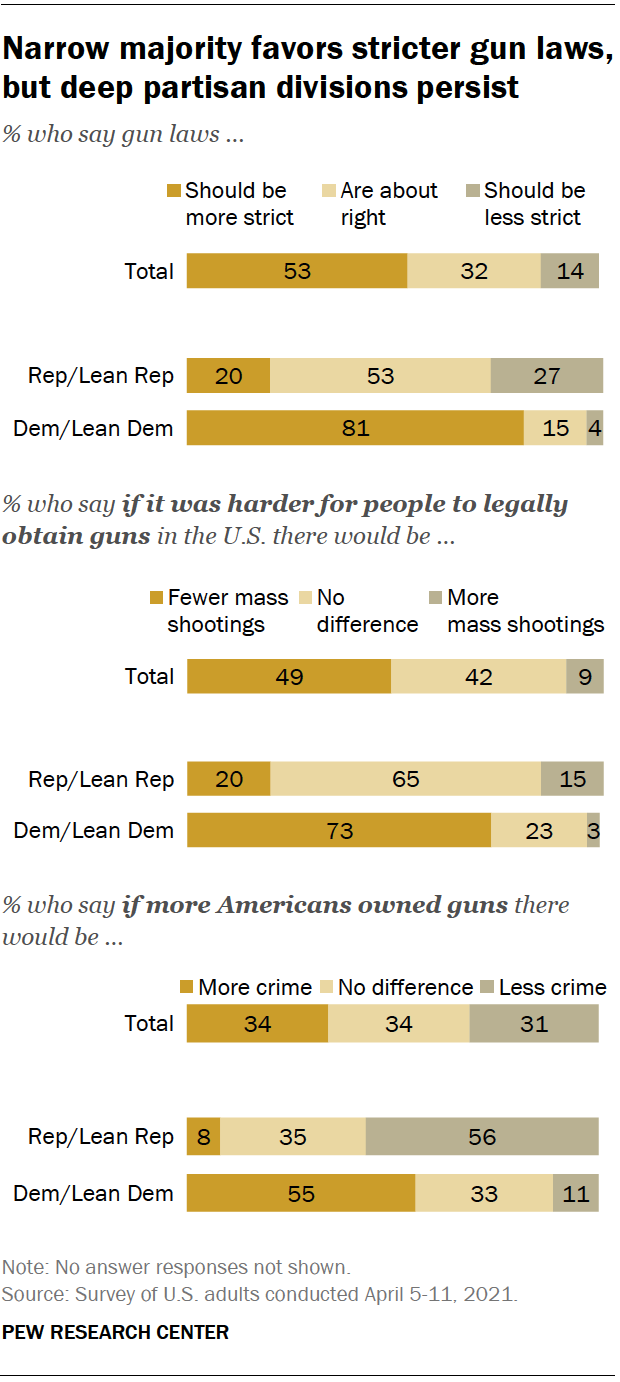 Narrow majority favors stricter gun laws,
but deep partisan divisions persist
% who say gun laws ...
Should be more strict
Are about right
Should be less strict
Total 53 32 14
Rep/Lean Rep 20 53 27
Dem/Lean Dem 81 15 4
% who say if it was harder for people to legally
obtain guns in the U.S. there would be ...
Fewer mass shootings
No difference
More mass shootings
Total 49 42 9
Rep/Lean Rep 20 65 15
Dem/Lean Dem 73 23 3
% who say if more Americans owned guns there
would be ...
More crime No difference Less crime
Total 34 34 31
Rep/Lean Rep 8 35 56
Dem/Lean Dem 55 33 11
Note: No answer responses not shown.
Source: Survey of U.S. adults conducted April 5-11, 2021.
PEW RESEARCH CENTER